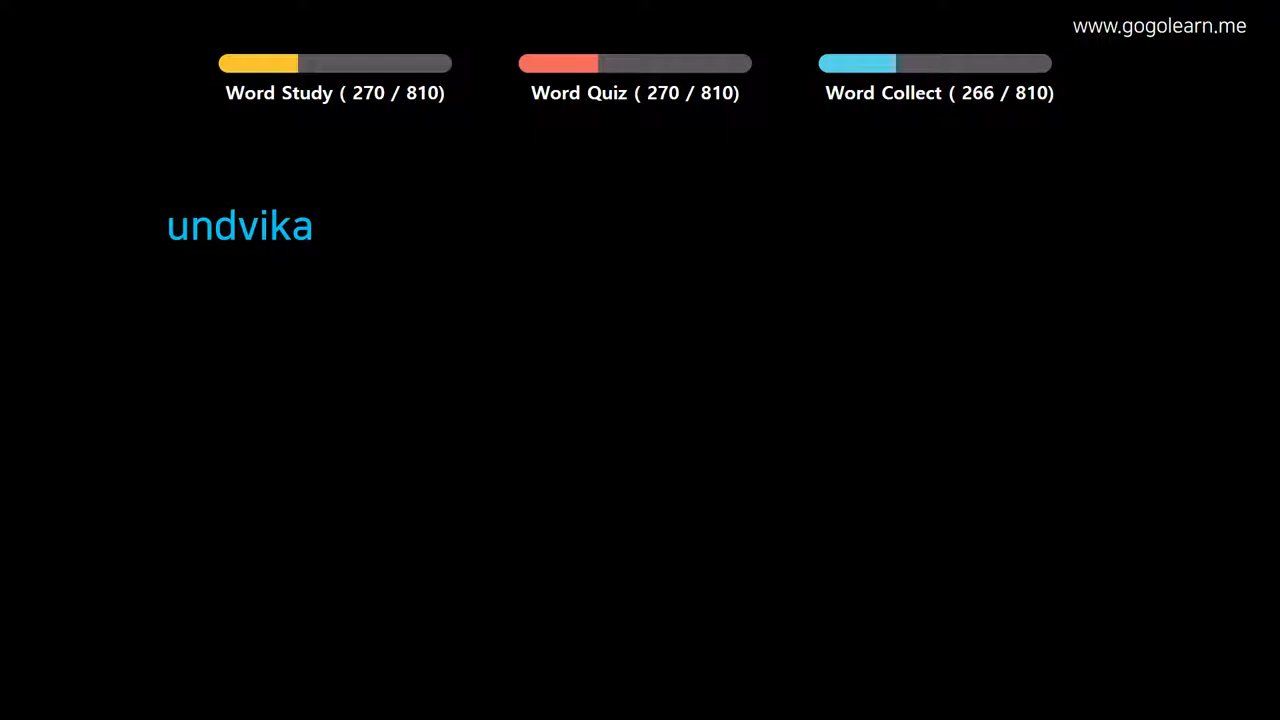 www.gogolearn.me
Word Study ( 270 / 810)
Word Quiz ( 270 / 810)
Word Collect ( 266 / 810)
undvika